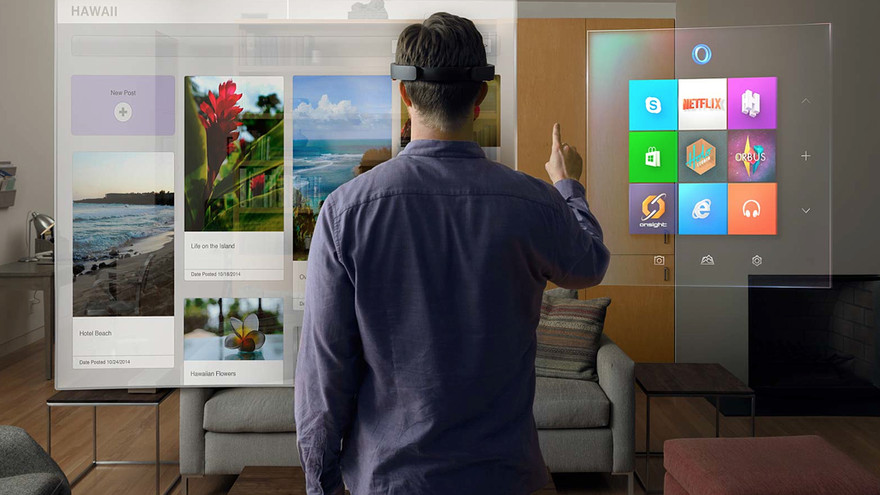 HAWAII
New Post
Life on the Island
Date Posted 10/18/2014
Hotel Beach
Date Posted 10/24/2014
Hawaiian Flowers
NETFLIX
ORBUS
onsight